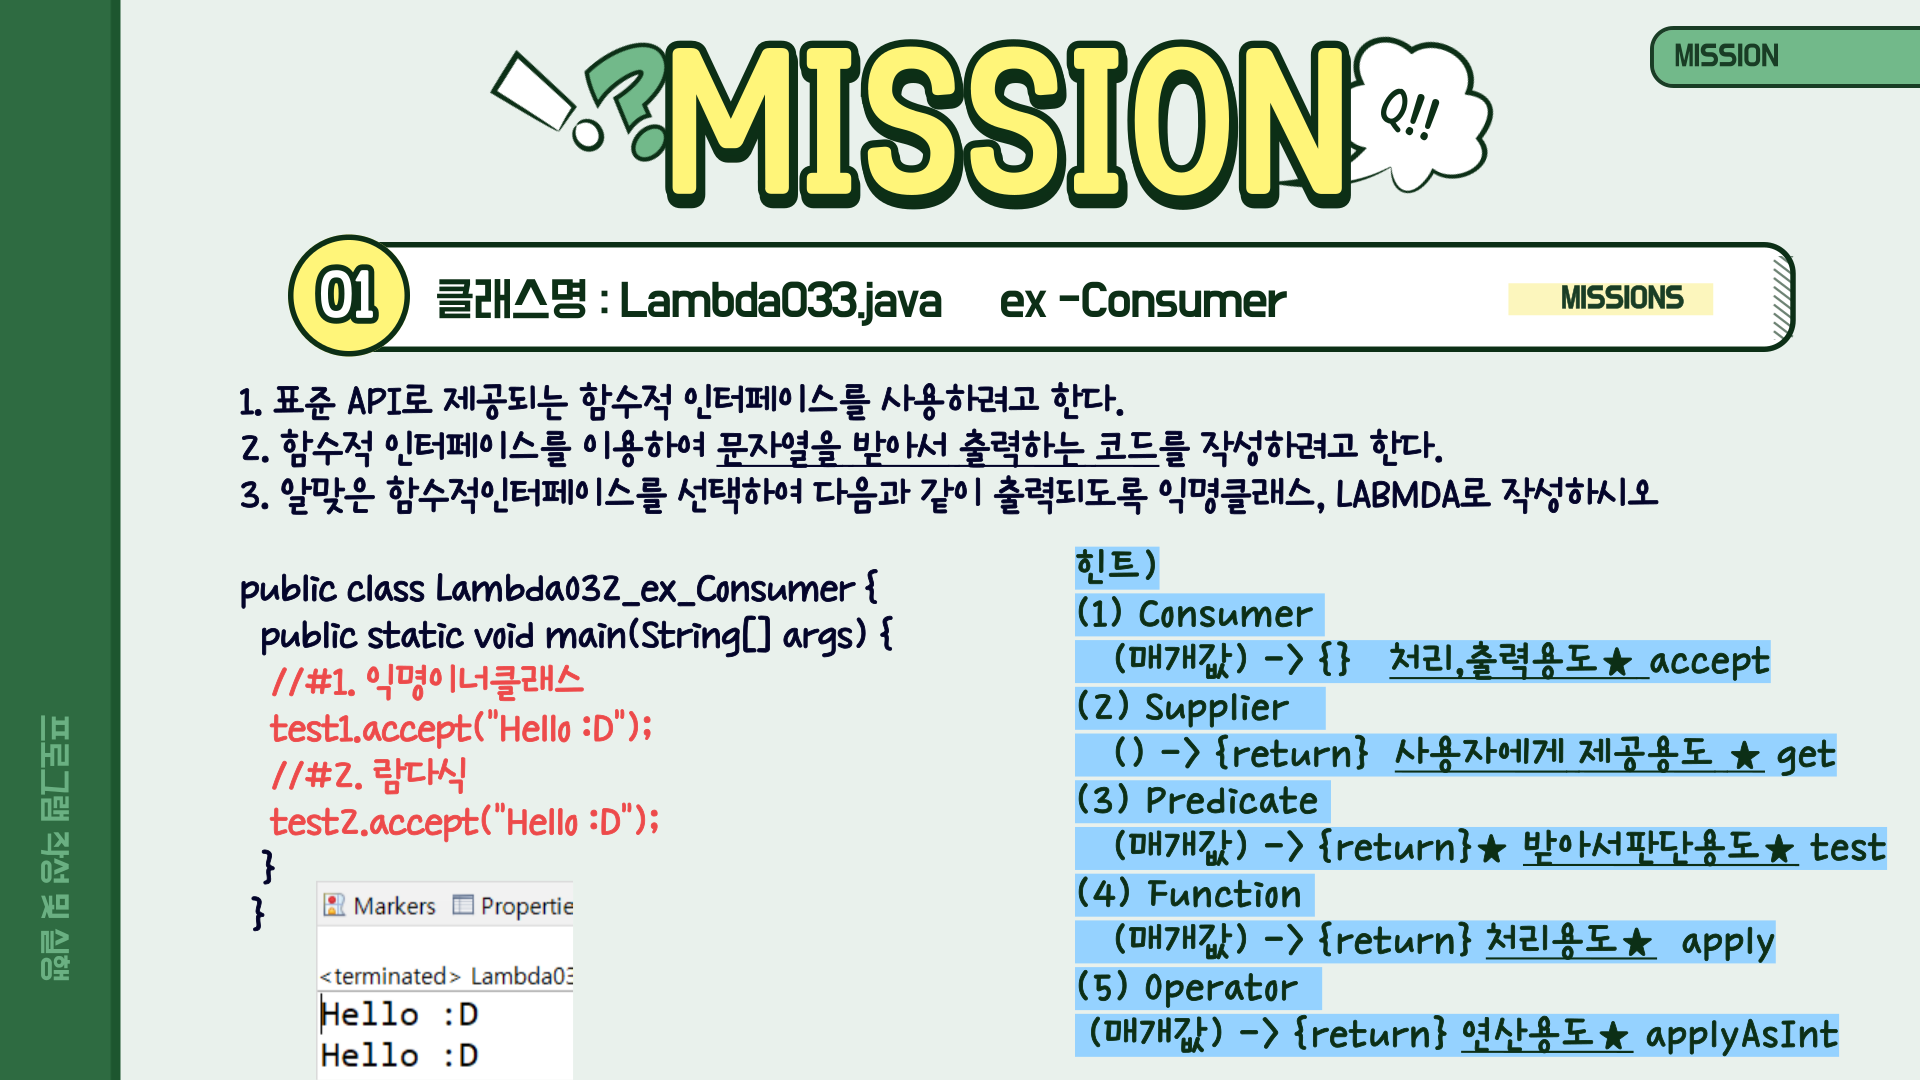 MISSION
!?
MISSION
Q!!
01
클래스명 : Lambda033.java ex -Consumer
MISSIONS
1. 표준 API로 제공되는 함수적 인터페이스를 사용하려고 한다.
2. 함수적 인터페이스를 이용하여 문자열을 받아서 출력하는 코드를 작성하려고 한다.
3. 알맞은 함수적인터페이스를 선택하여 다음과 같이 출력되도록 익명클래스, LABMDA로 작성하시오
public class Lambda032_ex_Consumer {
public static void main(String[] args) {
//#1. 익명이너클래스
test1.accept("Hello :D");
//#2. 람다식
test2.accept("Hello :D");
}
}
Markers Propertie
<terminated> Lambda03
Hello :D
Hello :D
힌트)
(1) Consumer
(매개값) -> {} 처리,출력용도★ accept
(2) Supplier
() -> {return} 사용자에게 제공용도 ★ get
(3) Predicate
(매개값) -> {return}★ 받아서판단용도★ test
(4) Function
(매개값) -> {return} 처리용도★ apply
(5) Operator
(매개값) -> {return} 연산용도★ applyAsInt
프로그램 작성 및 실행